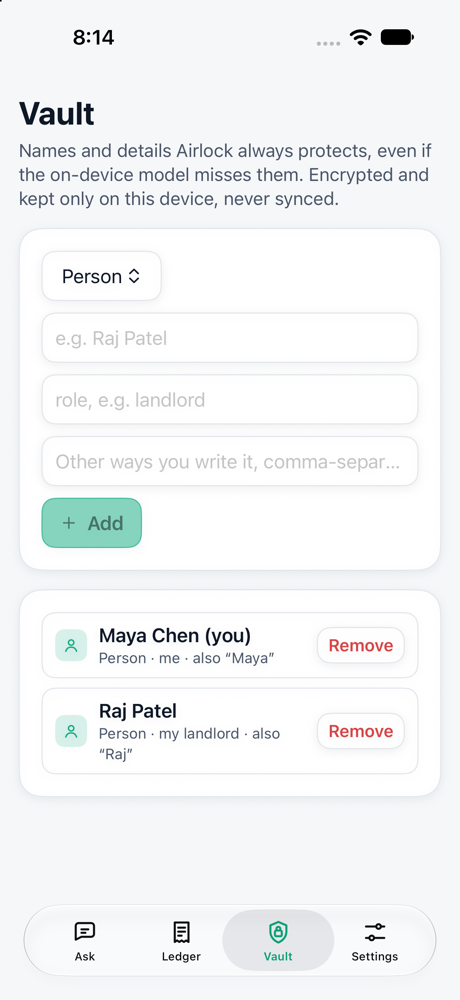 8:14
Vault
Names and details Airlock always protects, even if
the on-device model misses them. Encrypted and
kept only on this device, never synced.
Person
e.g. Raj Patel
role, e.g. landlord
Other ways you write it, comma-separ...
+ Add
Maya Chen (you)
Person · me · also “Maya”
Remove
Raj Patel
Person · my landlord · also
“Raj”
Remove
Ask
Ledger
Vault
Settings